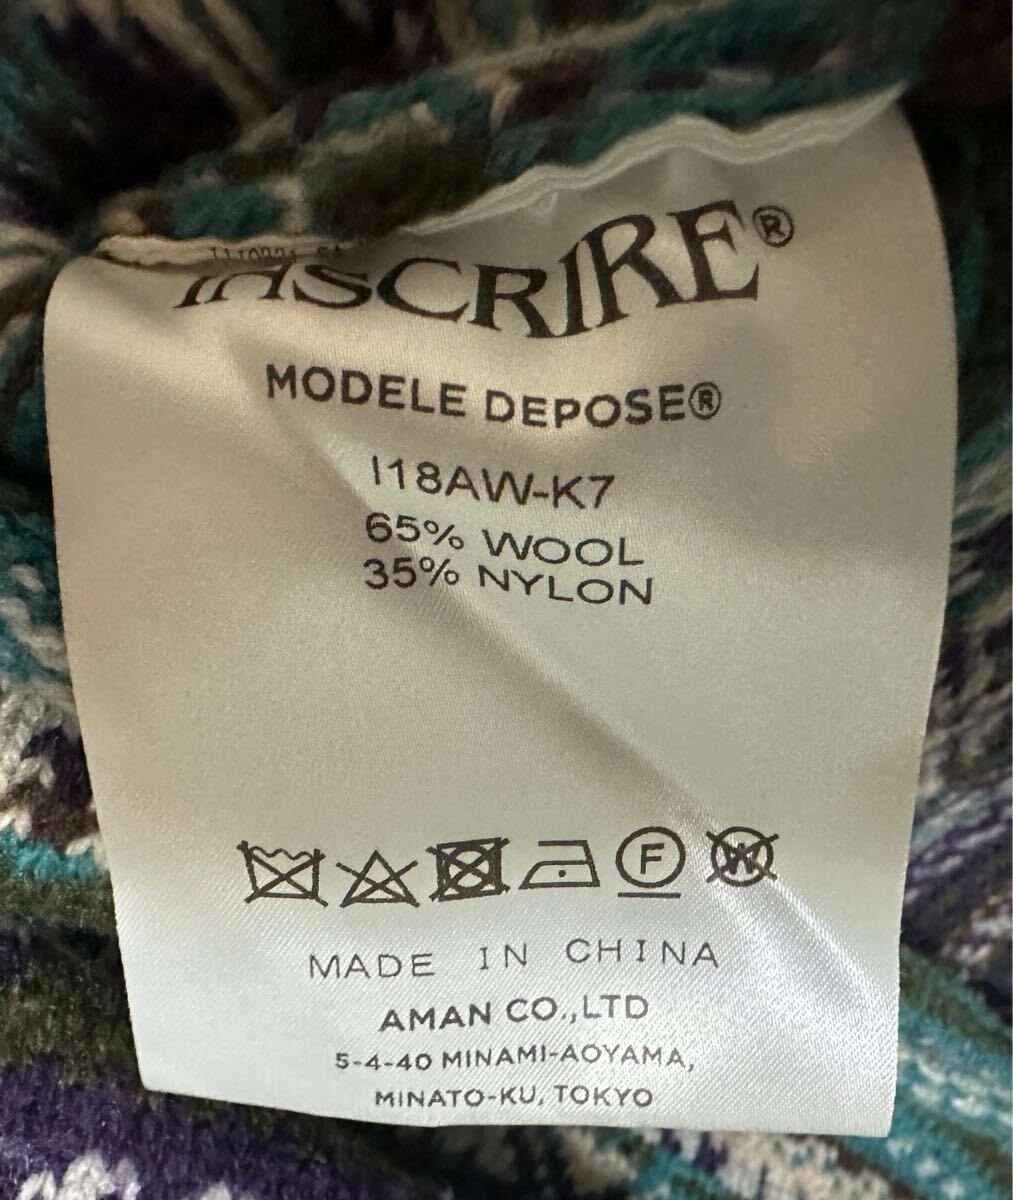 INSCRIRE®
MODELE DEPOSE®
I18AW-K7
65% WOOL
35% NYLON
F
W
MADE IN CHINA
AMAN CO.,LTD
5-4-40 MINAMI-AOYAMA,
MINATO-KU, TOKYO